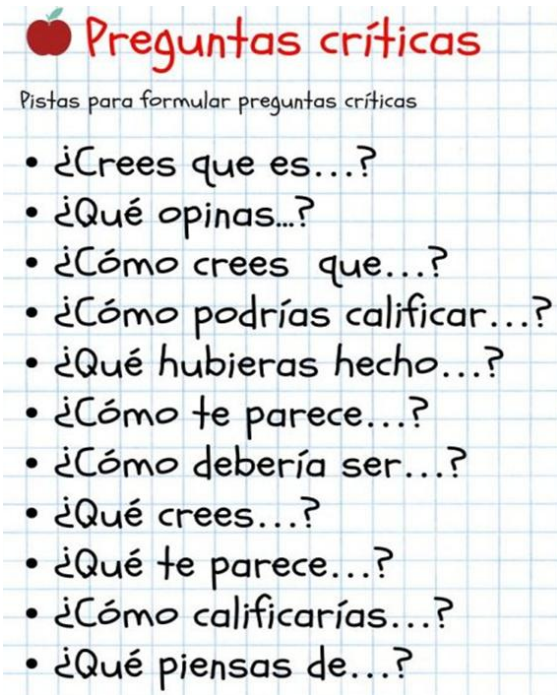 Preguntas críticas
Pistas para formular preguntas críticas
• ¿Crees que es...?
• ¿Qué opinas...?
• ¿Cómo crees que...?
• ¿Cómo podrías calificar...?
• ¿Qué hubieras hecho...?
• ¿Cómo te parece...?
• ¿Cómo debería ser...?
• ¿Qué crees...?
• ¿Qué te parece...?
• ¿Cómo calificarías...?
• ¿Qué piensas de...?